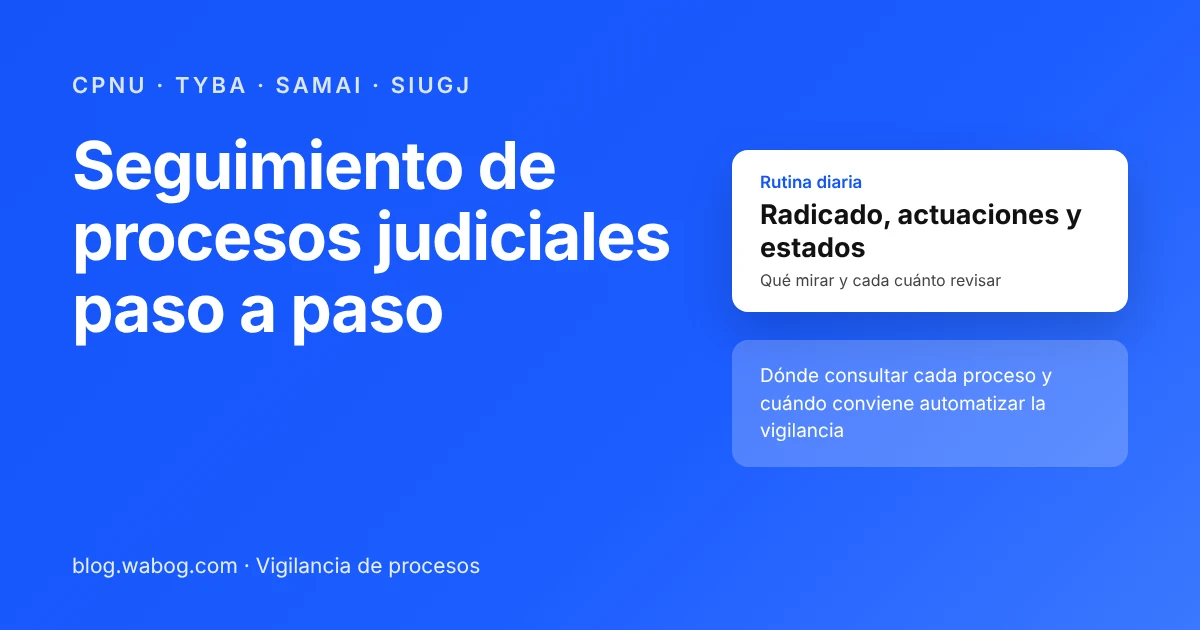 CPNU · TYBA · SAMAI · SIUGJ
Seguimiento de
procesos judiciales
paso a paso
Rutina diaria
Radicado, actuaciones y
estados
Qué mirar y cada cuánto revisar
Dónde consultar cada proceso y
cuándo conviene automatizar la
vigilancia
blog.wabog.com · Vigilancia de procesos